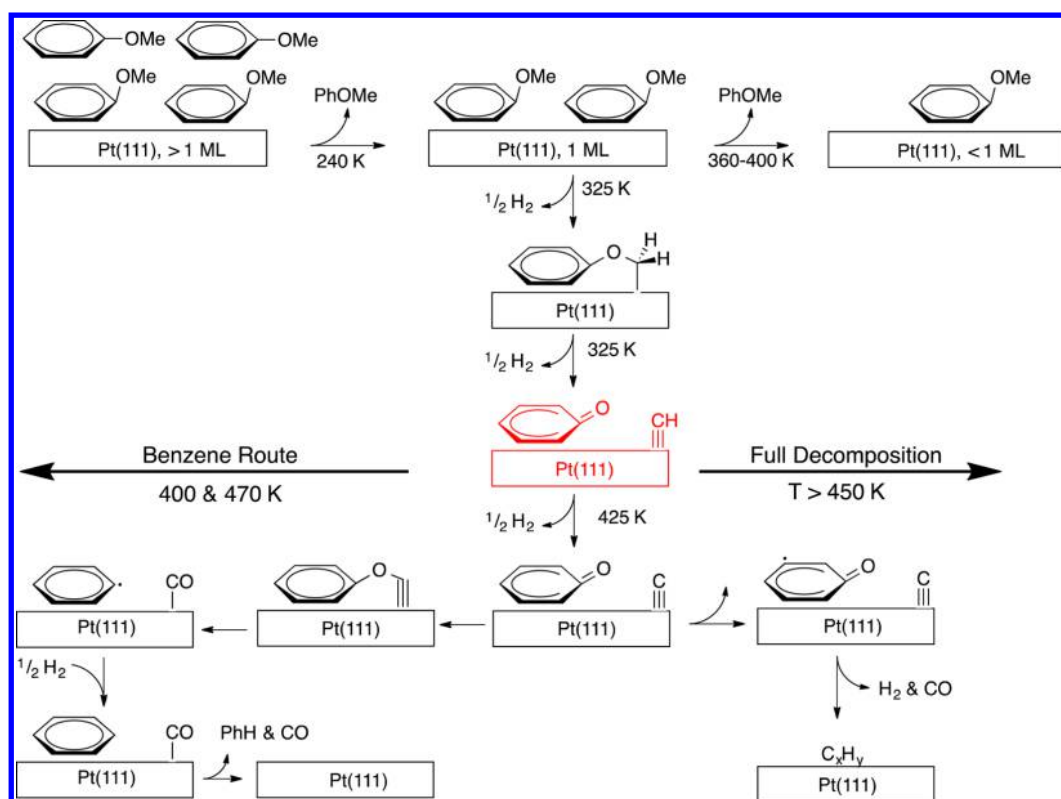 OMe OMe
OMe OMe OMe OMe OMe
PhOMe PhOMe
Pt(111), > 1 ML Pt(111), 1 ML Pt(111), < 1 ML
240 K 360-400 K
1/2 H2 325 K
O H
H
Pt(111)
1/2 H2 325 K
O CH
Benzene Route Pt(111) Full Decomposition
400 & 470 K T > 450 K
1/2 H2 425 K
CO O O C O C
Pt(111) Pt(111) Pt(111) Pt(111)
1/2 H2 H2 & CO
CO PhH & CO
CxHy
Pt(111) Pt(111) Pt(111)